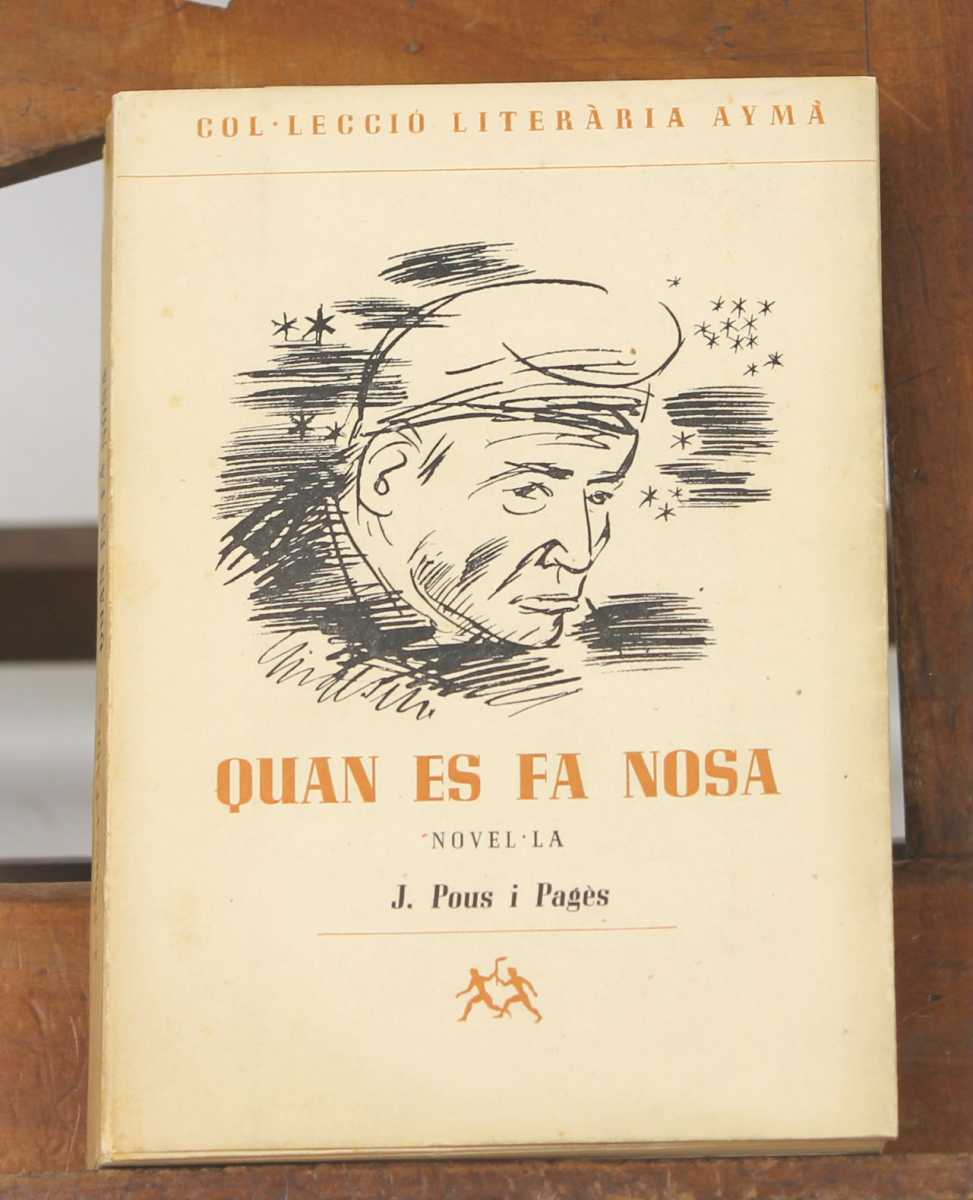 COL·LECCIÓ LITERÀRIA AYMÀ
QUAN ES FA NOSA
NOVEL·LA
J. Pous i Pagès